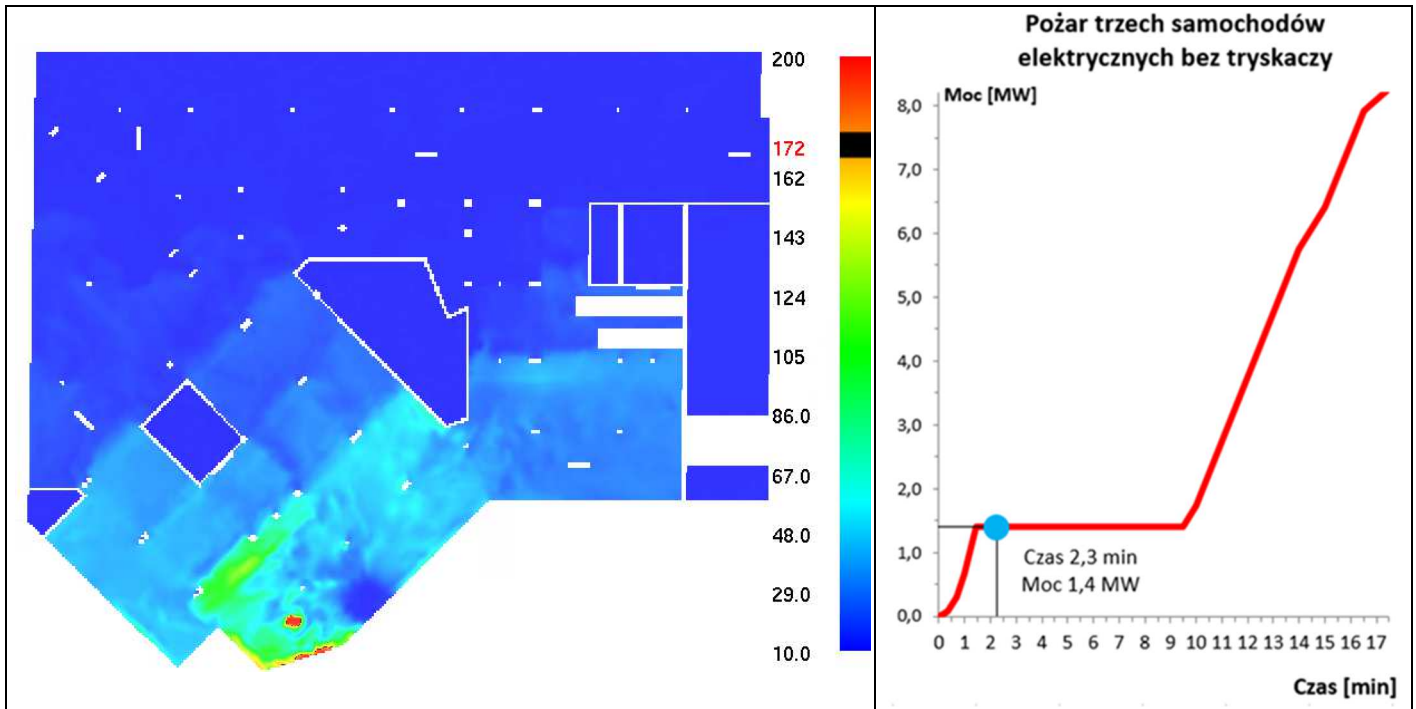 200
172
162
143
124
105
86.0
67.0
48.0
29.0
10.0
Pożar trzech samochodów
elektrycznych bez tryskaczy
Moc [MW]
8,0
7,0
6,0
5,0
4,0
3,0
2,0
1,0
0,0
Czas 2,3 min
Moc 1,4 MW
0 1 2 3 4 5 6 7 8 9 10 11 12 13 14 15 16 17
Czas [min]